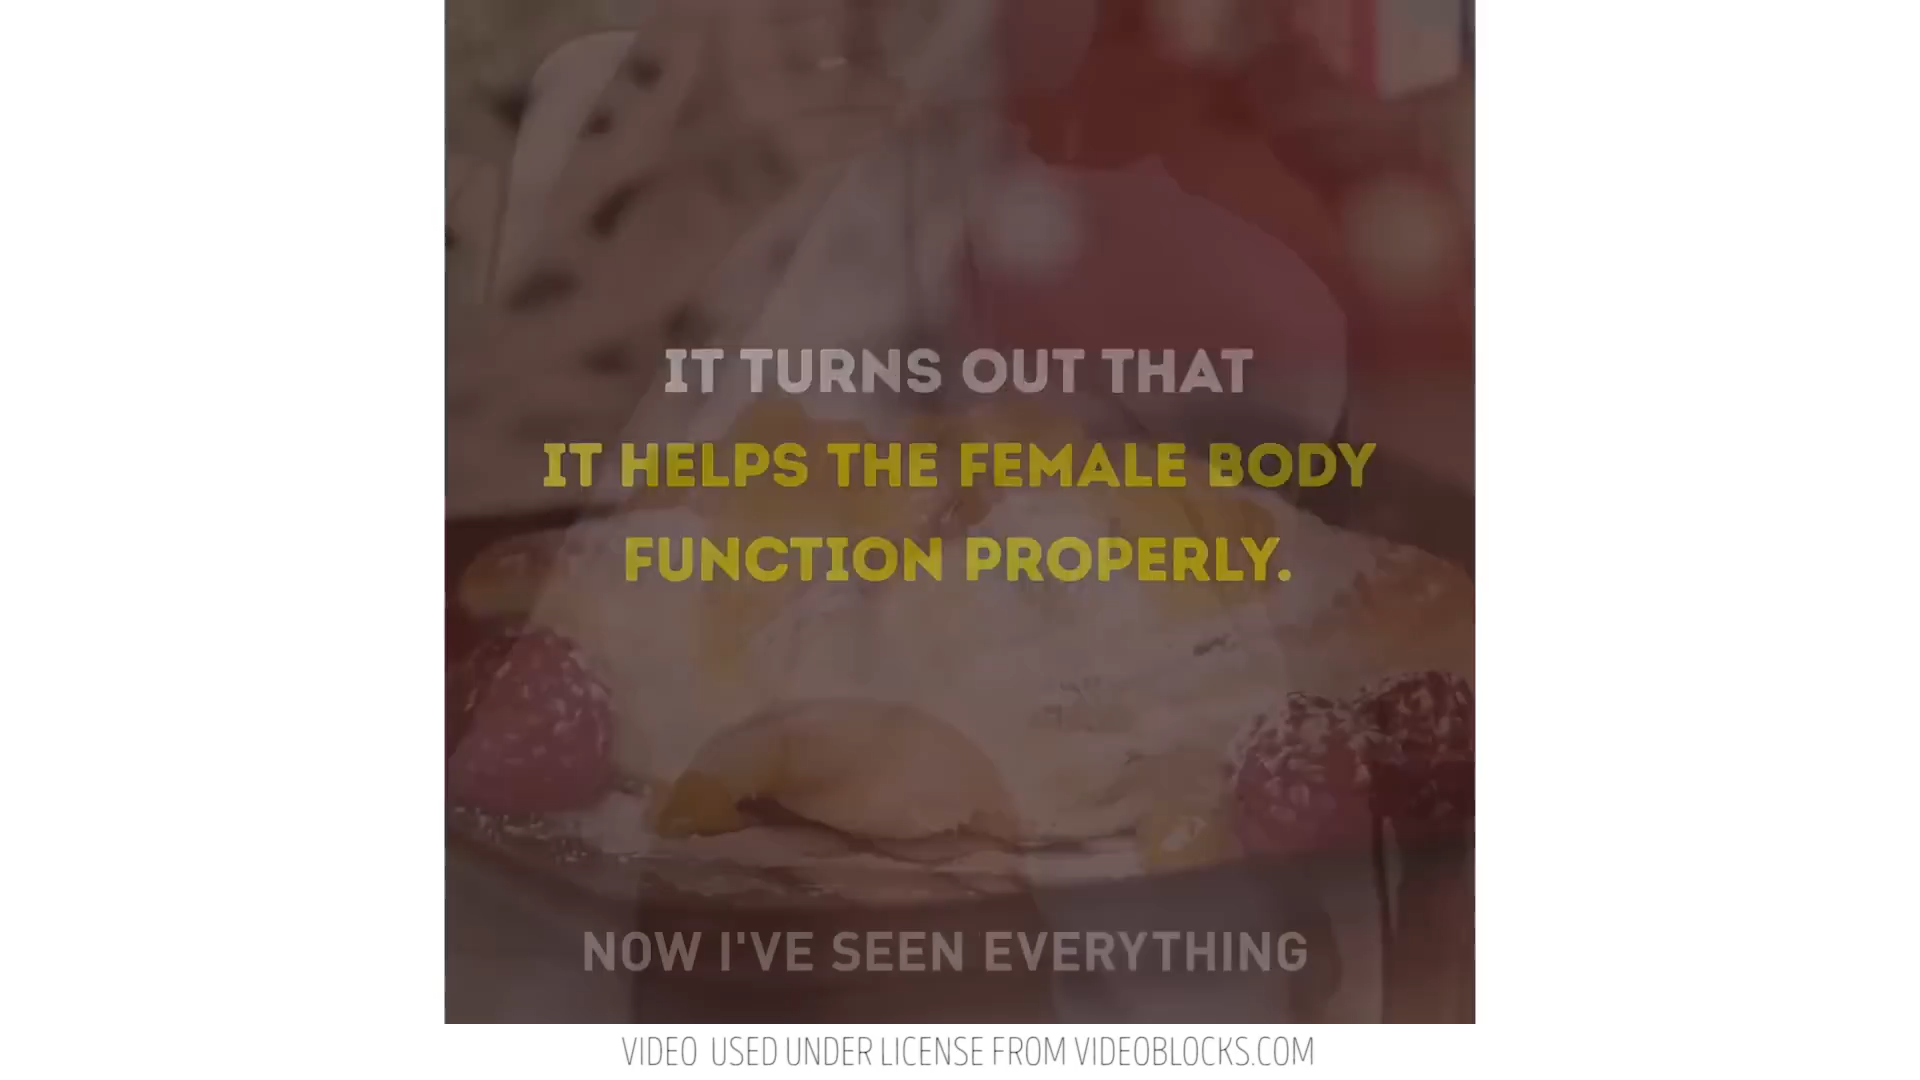 IT TURNS OUT THAT
IT HELPS THE FEMALE BODY
FUNCTION PROPERLY.
NOW I'VE SEEN EVERYTHING
VIDEO USED UNDER LICENSE FROM VIDEOBLOCKS.COM